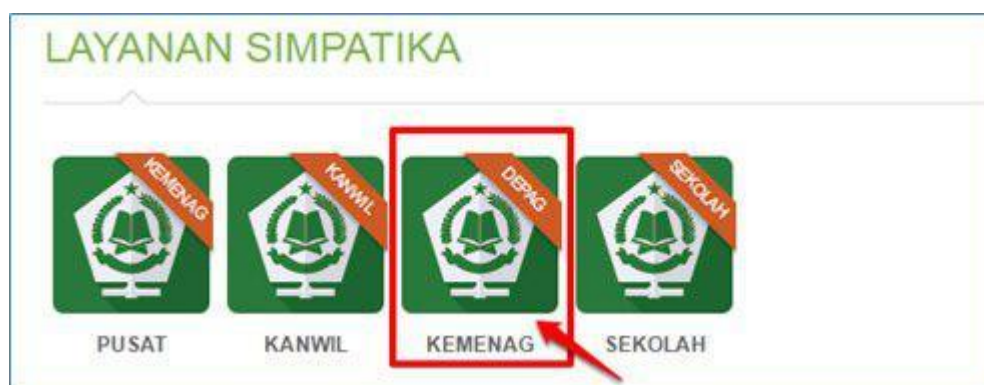 LAYANAN SIMPATIKA
KEMENAG
KANWIL
DEPAG
SEKOLAH
PUSAT
KANWIL
KEMENAG
SEKOLAH